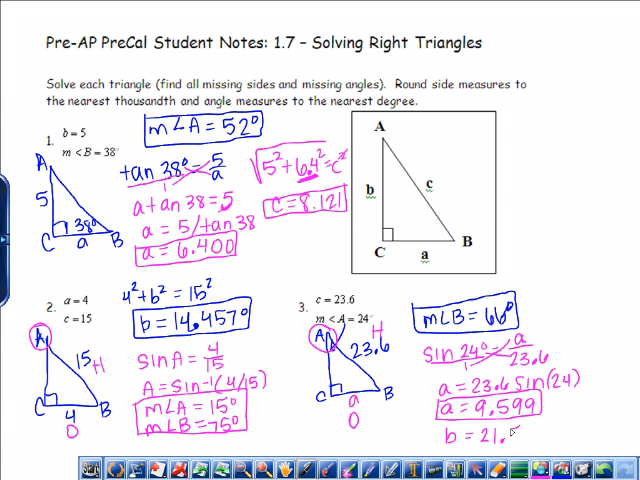 Pre-AP PreCal Student Notes: 1.7 – Solving Right Triangles
Solve each triangle (find all missing sides and missing angles). Round side measures to
the nearest thousandth and angle measures to the nearest degree.
1. b = 5
m < B = 38°
m∠A = 52°
A
5
C
38°
a
B
tan 38° = 5/a
1
a tan 38 = 5
a = 5/tan 38
a = 6.400
√5² + 6.4² = c²
c = 8.121
A
b
c
C
a
B
2. a = 4
c = 15
A
15
H
C
4
B
O
4² + b² = 15²
b = 14.457°
sin A = 4/15
A = sin⁻¹(4/15)
m∠A = 15°
m∠B = 75°
3. c = 23.6
m < A = 24°
A
H
23.6
C
a
B
O
m∠B = 66°
sin 24° = a/23.6
1
a = 23.6 sin(24)
a = 9.599
b = 21.